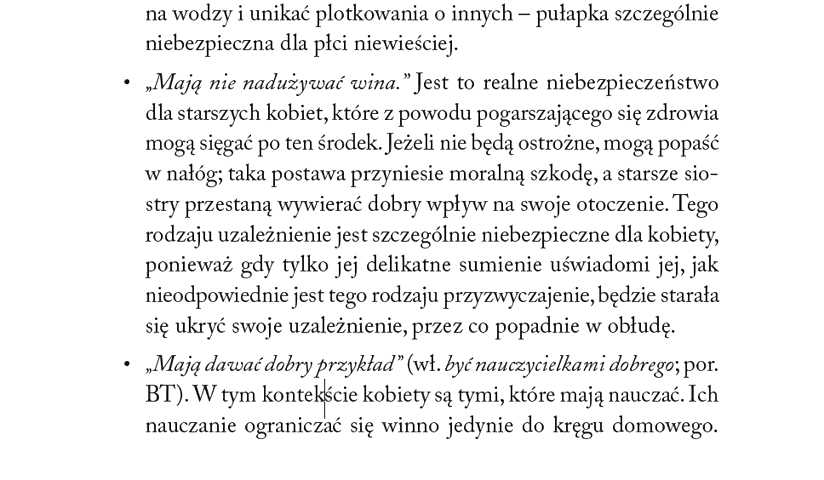 na wodzy i unikać plotkowania o innych – pułapka szczególnie
niebezpieczna dla płci niewieściej.
• „Mają nie nadużywać wina.” Jest to realne niebezpieczeństwo
dla starszych kobiet, które z powodu pogarszającego się zdrowia
mogą sięgać po ten środek. Jeżeli nie będą ostrożne, mogą popaść
w nałóg; taka postawa przyniesie moralną szkodę, a starsze sio-
stry przestaną wywierać dobry wpływ na swoje otoczenie. Tego
rodzaju uzależnienie jest szczególnie niebezpieczne dla kobiety,
ponieważ gdy tylko jej delikatne sumienie uświadomi jej, jak
nieodpowiednie jest tego rodzaju przyzwyczajenie, będzie starała
się ukryć swoje uzależnienie, przez co popadnie w obłudę.
• „Mają dawać dobry przykład” (wł. być nauczycielkami dobrego; por.
BT). W tym kontekście kobiety są tymi, które mają nauczać. Ich
nauczanie ograniczać się winno jedynie do kręgu domowego.